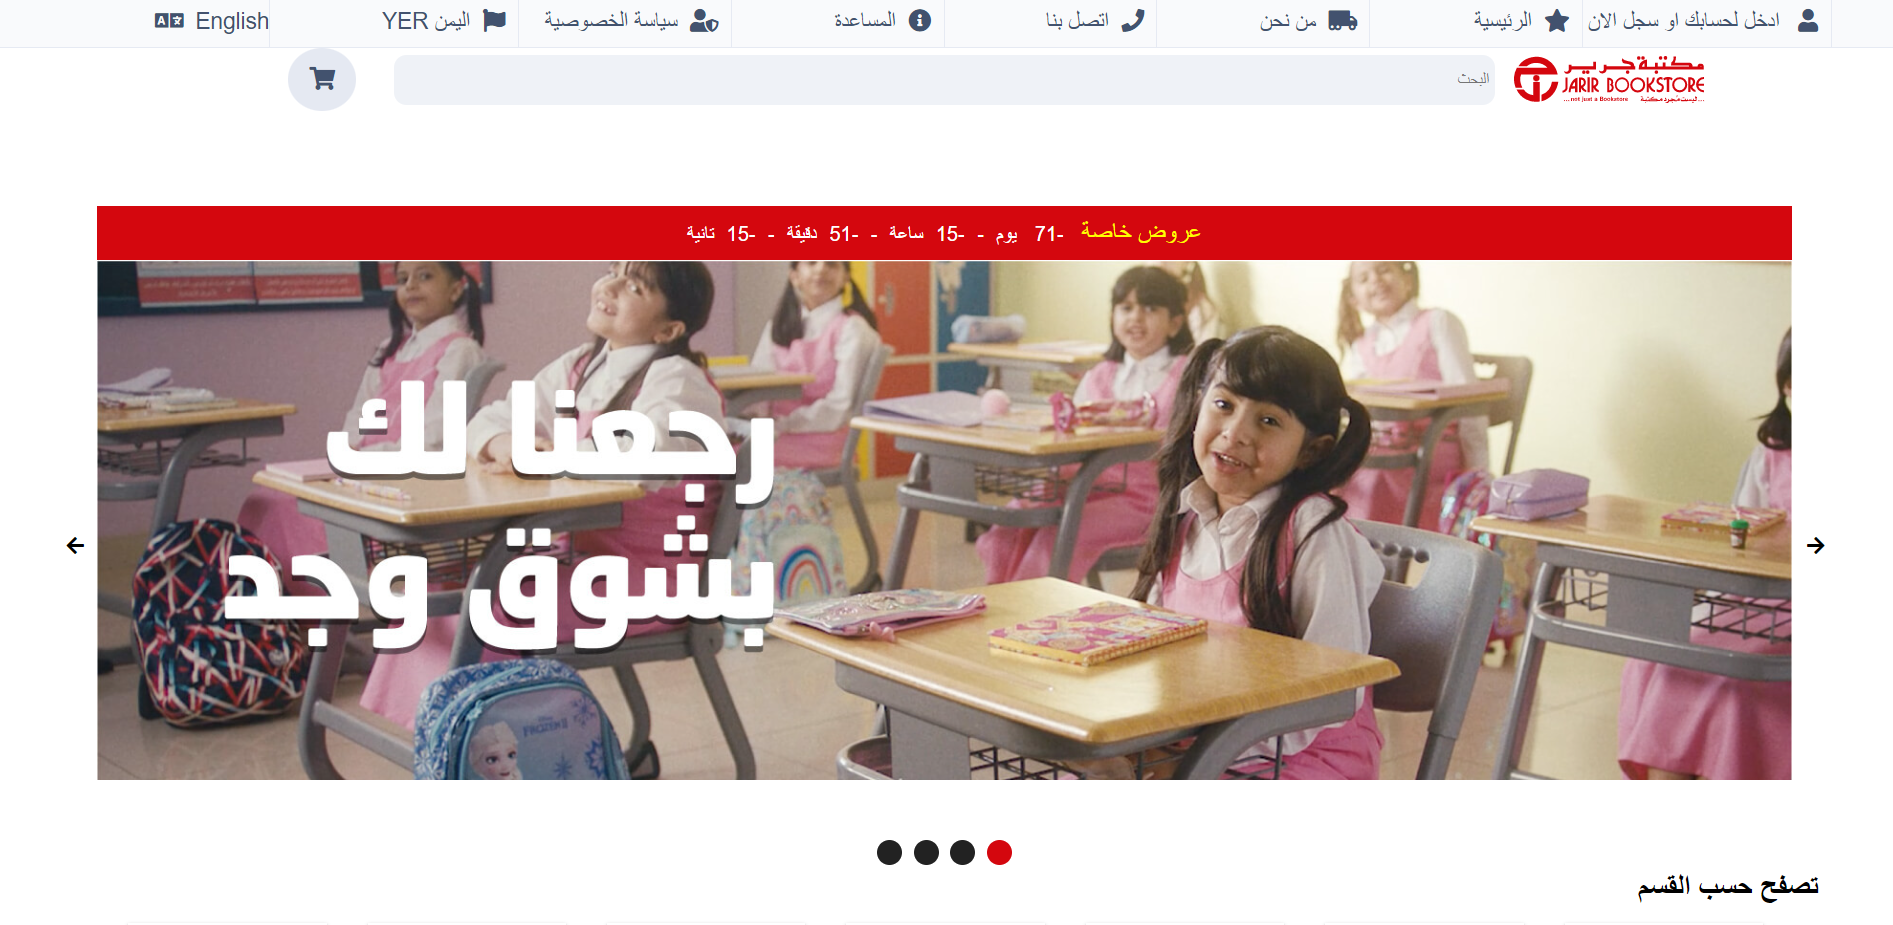 ادخل لحسابك او سجل الان
الرئيسية
من نحن
اتصل بنا
المساعدة
سياسة الخصوصية
اليمن YER
English
مكتبة جرير
JARIR BOOKSTORE
... not just a Bookstore ليست مجرد مكتبة...
البحث
عروض خاصة -71 يوم - -15 ساعة - -51 دقيقة - -15 ثانية
رجعنا لك
بشوق وجد
FROZEN II
تصفح حسب القسم